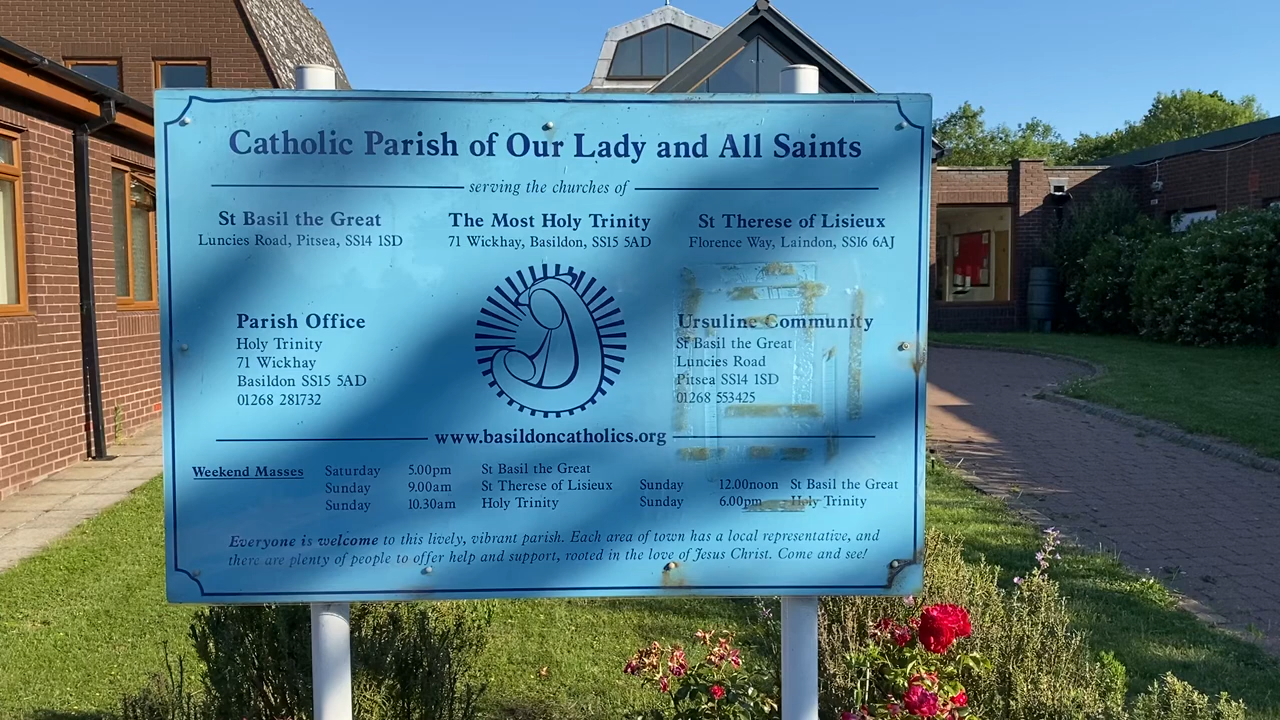 Catholic Parish of Our Lady and All Saints
serving the churches of
St Basil the Great
Luncies Road, Pitsea, SS14 1SD
The Most Holy Trinity
71 Wickhay, Basildon, SS15 5AD
St Therese of Lisieux
Florence Way, Laindon, SS16 6AJ
Parish Office
Holy Trinity
71 Wickhay
Basildon SS15 5AD
01268 281732
Ursuline Community
St Basil the Great
Luncies Road
Pitsea SS14 1SD
01268 553425
www.basildoncatholics.org
Weekend Masses Saturday 5.00pm St Basil the Great
Sunday 9.00am St Therese of Lisieux Sunday 12.00noon St Basil the Great
Sunday 10.30am Holy Trinity Sunday 6.00pm Holy Trinity
Everyone is welcome to this lively, vibrant parish. Each area of town has a local representative, and
there are plenty of people to offer help and support, rooted in the love of Jesus Christ. Come and see!